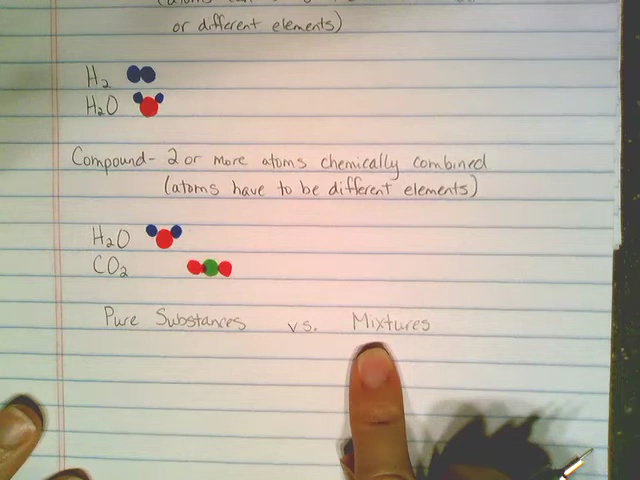 or different elements)
H₂
H₂O
Compound- 2 or more atoms chemically combined
(atoms have to be different elements)
H₂O
CO₂
Pure Substances vs. Mixtures